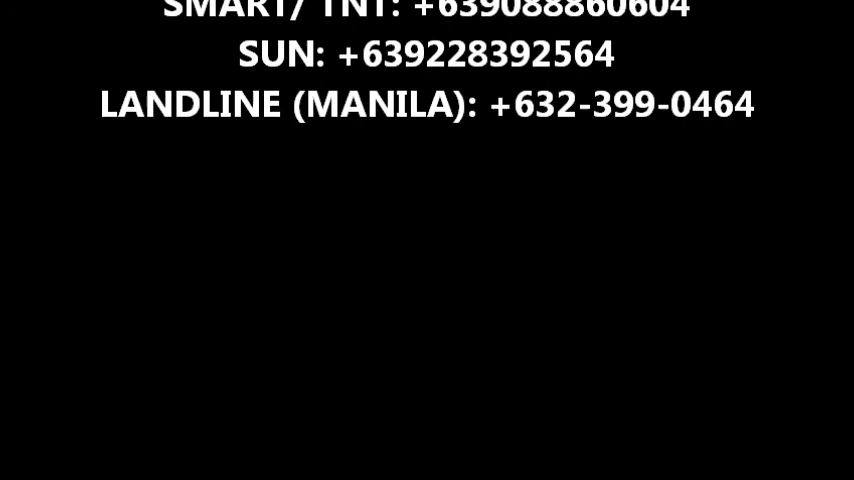 SMART/ TNT: +639088860604
SUN: +639228392564
LANDLINE (MANILA): +632-399-0464